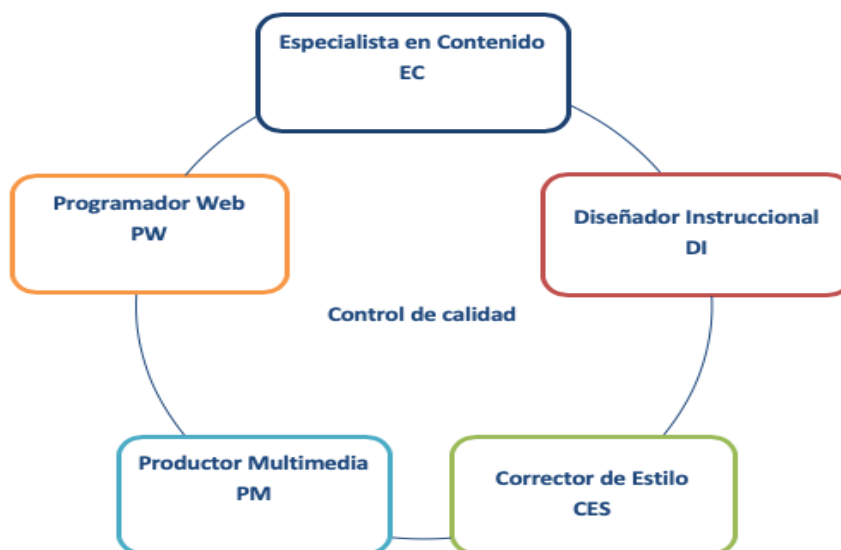 Especialista en Contenido
EC
Programador Web
PW
Diseñador Instruccional
DI
Control de calidad
Productor Multimedia
PM
Corrector de Estilo
CES